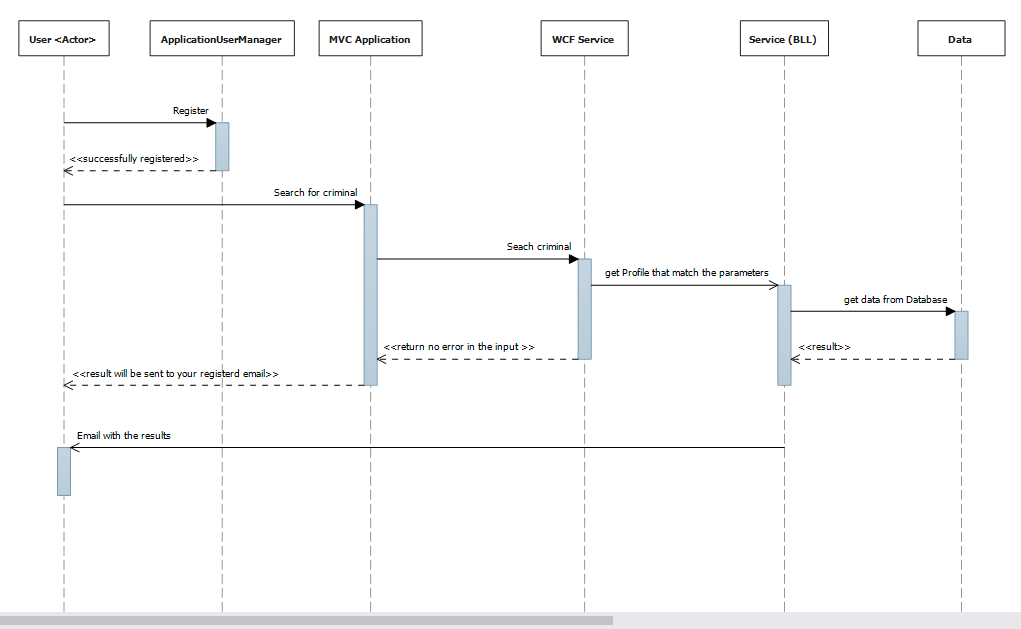 User <Actor>
ApplicationUserManager
MVC Application
WCF Service
Service (BLL)
Data
Register
<<successfully registered>>
Search for criminal
Seach criminal
get Profile that match the parameters
get data from Database
<<return no error in the input >>
<<result>>
<<result will be sent to your registerd email>>
Email with the results